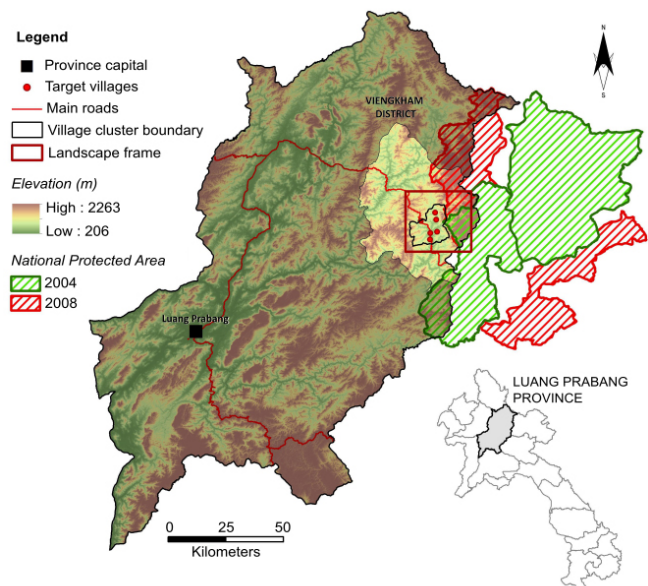 Legend
Province capital
Target villages
Main roads
Village cluster boundary
Landscape frame
Elevation (m)
High : 2263
Low : 206
National Protected Area
2004
2008
VIENGKHAM
DISTRICT
N
S
Luang Prabang
LUANG PRABANG
PROVINCE
0 25 50
Kilometers